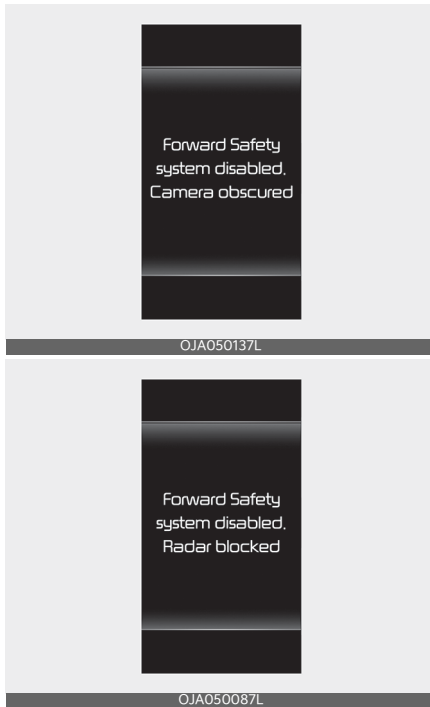 Forward Safety
system disabled.
Camera obscured
OJA050137L
Forward Safety
system disabled.
Radar blocked
OJA050087L